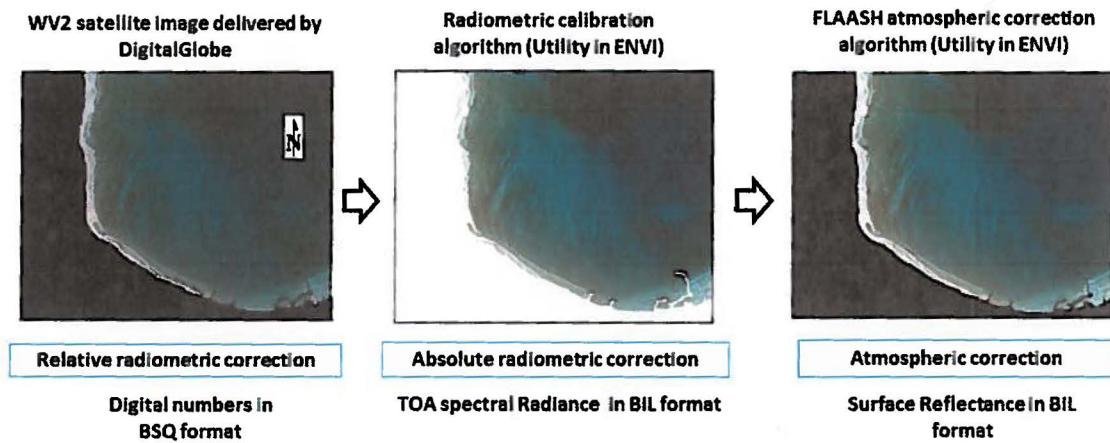 WV2 satellite image delivered by
DigitalGlobe
Radiometric calibration
algorithm (Utility in ENVI)
FLAASH atmospheric correction
algorithm (Utility in ENVI)
N
Relative radiometric correction
Absolute radiometric correction
Atmospheric correction
Digital numbers in
BSQ format
TOA spectral Radiance in BIL format
Surface Reflectance in BIL
format